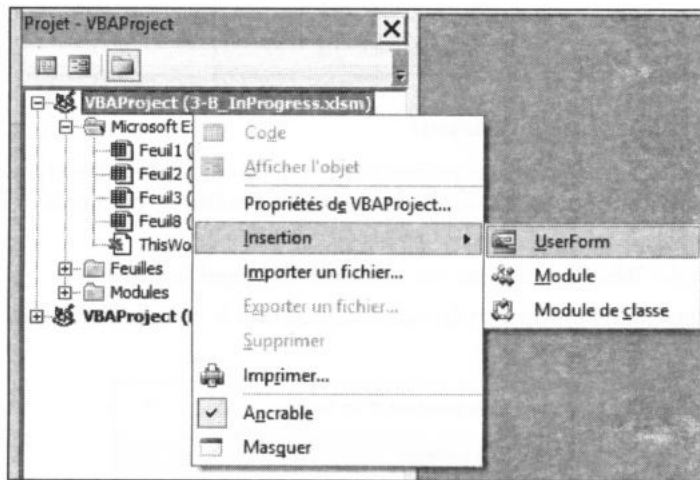 Projet - VBAProject
VBAProject (3-B_InProgress.xlsm)
Microsoft E
Feuil1 (
Feuil2 (
Feuil3 (
Feuil8 (
ThisWo
Feuilles
Modules
VBAProject (
Code
Afficher l'objet
Propriétés de VBAProject...
Insertion
Importer un fichier...
Exporter un fichier...
Supprimer
Imprimer...
Ancrable
Masquer
UserForm
Module
Module de classe